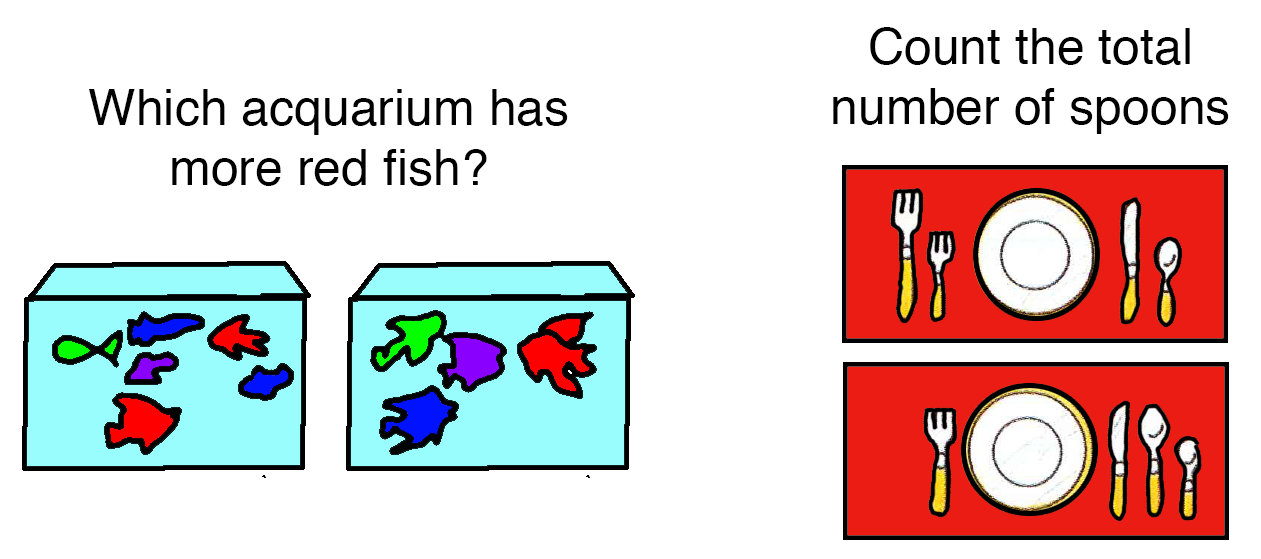 Which acquarium has
more red fish?
Count the total
number of spoons